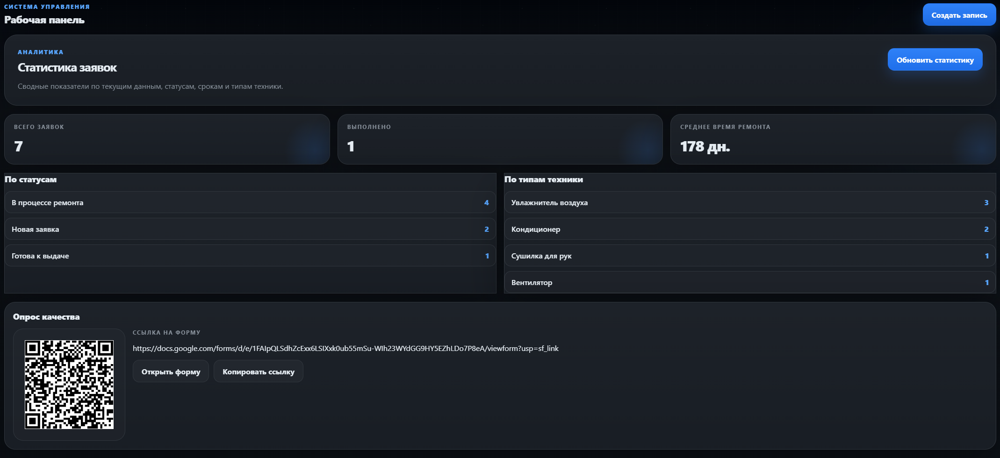 СИСТЕМА УПРАВЛЕНИЯ
Рабочая панель
Создать запись
АНАЛИТИКА
Статистика заявок
Обновить статистику
Сводные показатели по текущим данным, статусам, срокам и типам техники.
ВСЕГО ЗАЯВОК
7
ВЫПОЛНЕНО
1
СРЕДНЕЕ ВРЕМЯ РЕМОНТА
178 дн.
По статусам
В процессе ремонта 4
Новая заявка 2
Готова к выдаче 1
По типам техники
Увлажнитель воздуха 3
Кондиционер 2
Сушилка для рук 1
Вентилятор 1
Опрос качества
ССЫЛКА НА ФОРМУ
https://docs.google.com/forms/d/e/1FAIpQLSdhZcExx6LSIXxk0ub55mSu-WIh23WYdGG9HY5EZhLDo7P8eA/viewform?usp=sf_link
Открыть форму
Копировать ссылку